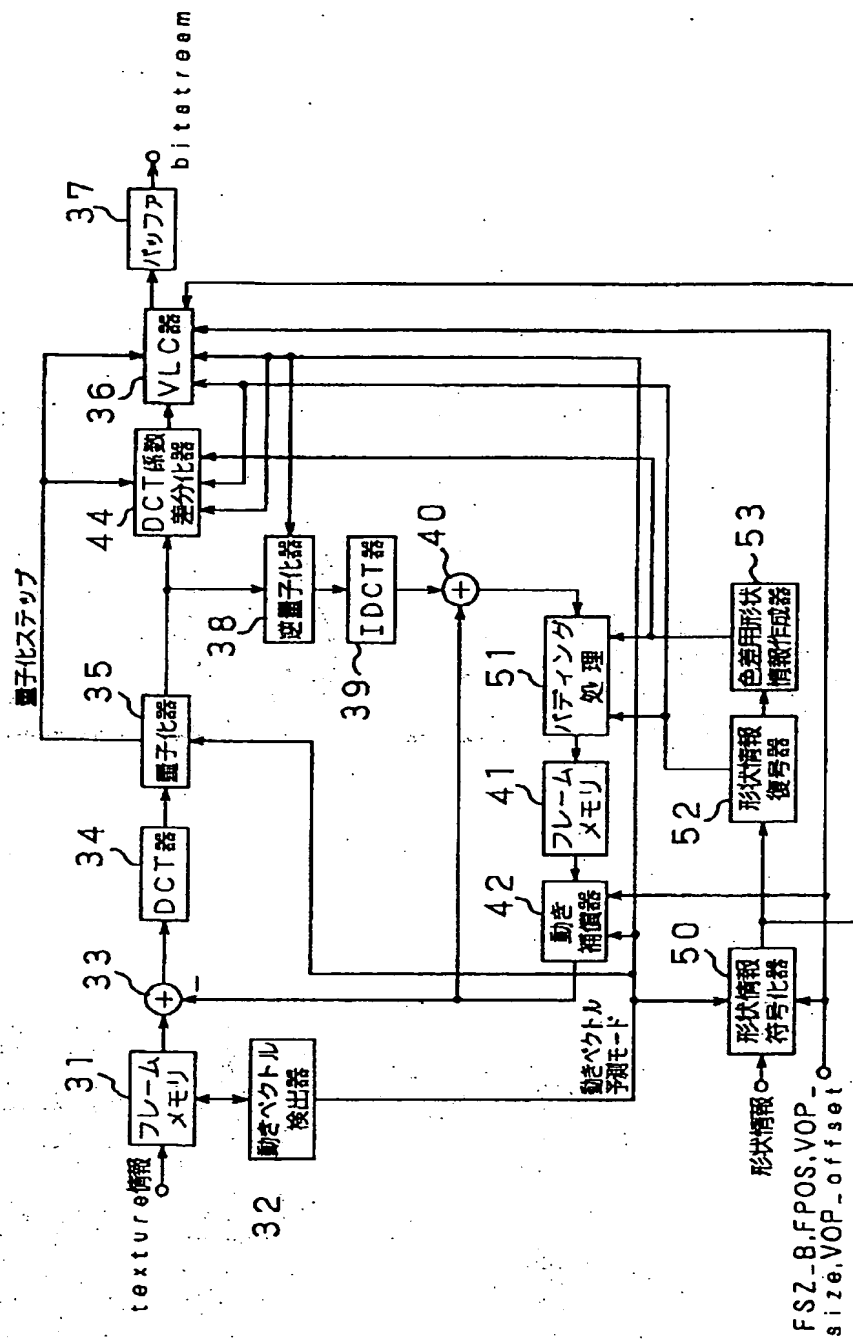 texture情報
31
フレーム
メモリ
32
動きベクトル
検出器
33
+
-
34
DCT器
35
量子化器
量子化ステップ
44
DCT係数
差分化器
36
VLC器
37
バッファ
bitstream
38
逆量子化器
39
IDCT器
40
+
51
パディング
処理
41
フレーム
メモリ
42
動き
補償器
動きベクトル
予測モード
形状情報
50
形状情報
符号化器
52
形状情報
復号器
53
色差用形状
情報作成器
FSZ_B,FPOS,VOP_
size,VOP_offset